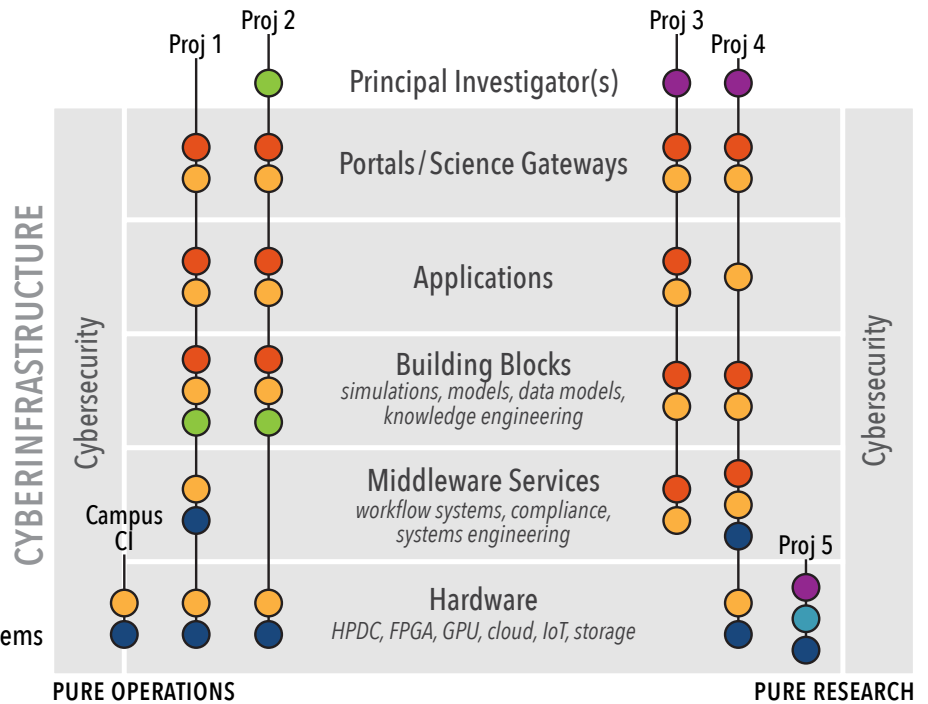 Proj 1
Proj 2
Proj 3
Proj 4
Principal Investigator(s)
CYBERINFRASTRUCTURE
Cybersecurity
Portals/Science Gateways
Applications
Building Blocks
simulations, models, data models,
knowledge engineering
Cybersecurity
Middleware Services
workflow systems, compliance,
systems engineering
Campus
CI
Proj 5
Hardware
HPDC, FPGA, GPU, cloud, IoT, storage
ems
PURE OPERATIONS
PURE RESEARCH